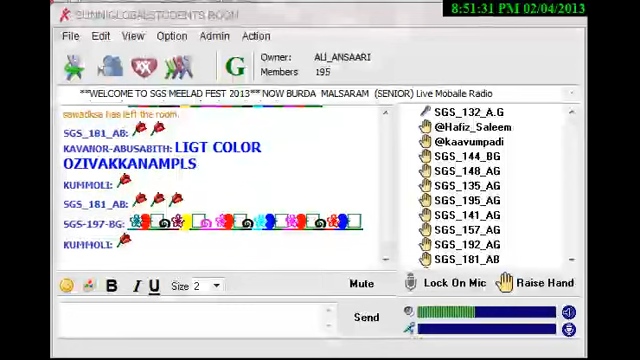 8:51:31 PM 02/04/2013
SUNNIGLOBALSTUDENTS ROOM
File Edit View Option Admin Action
G
Owner: ALI_ANSAARI
Members 195
**WELCOME TO SGS MEELAD FEST 2013** NOW BURDA MALSARAM (SENIOR) Live Mobaile Radio
sawadksa has left the room.
SGS_181_AB:
KAVANOR-ABUSABITH: LIGT COLOR
OZIVAKKANAMPLS
KUMMOLI:
SGS_181_AB:
SGS-197-BG:
KUMMOLI:
SGS_132_A.G
@Hafiz_Saleem
@kaavumpadi
SGS_144_BG
SGS_148_AG
SGS_135_AG
SGS_195_AG
SGS_141_AG
SGS_157_AG
SGS_192_AG
SGS_181_AB
B I U Size 2 Mute
Lock On Mic Raise Hand
Send